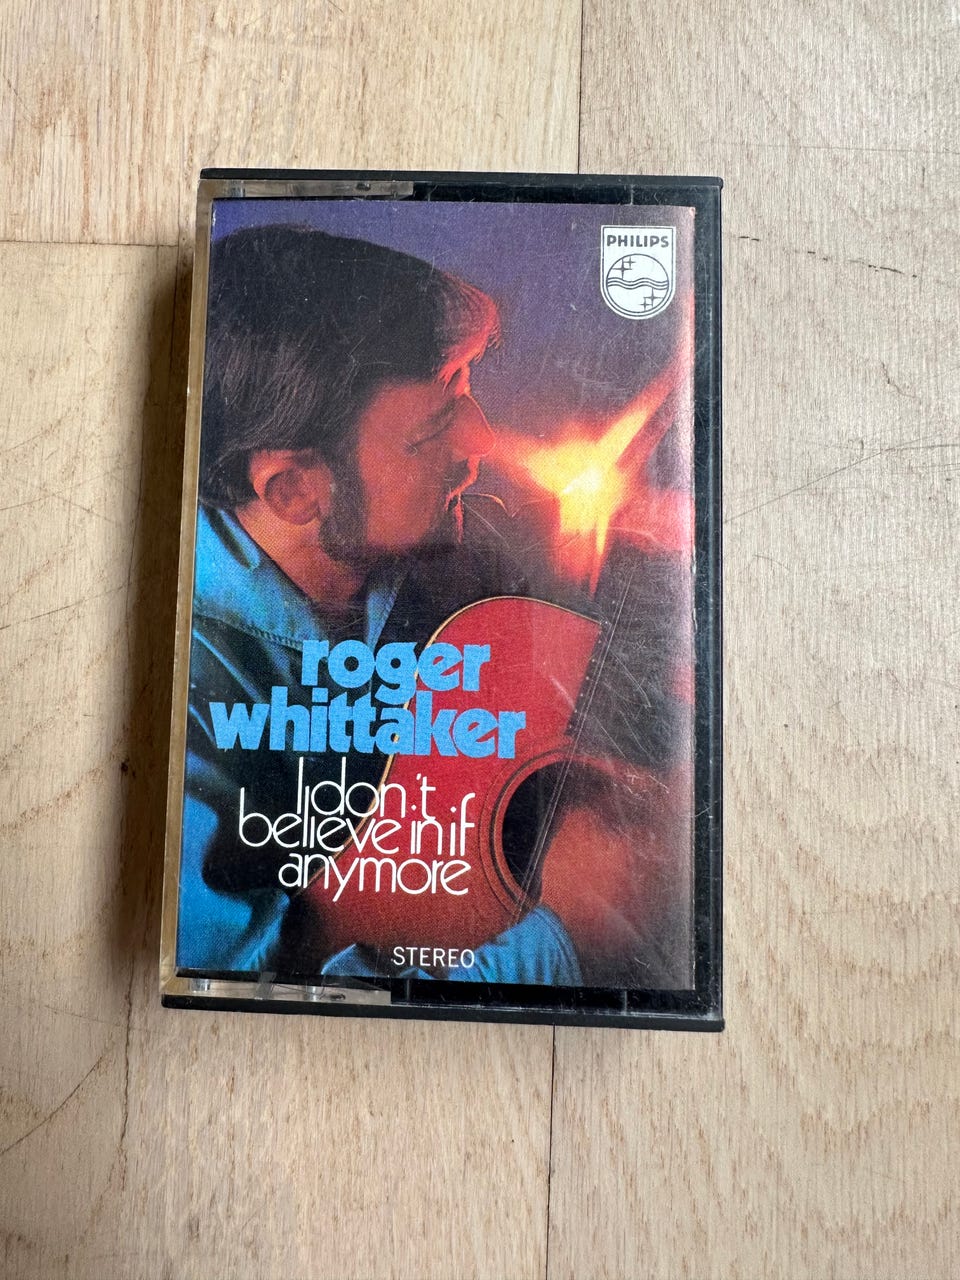 PHILIPS
roger
whittaker
I don't
believe in if
anymore
STEREO